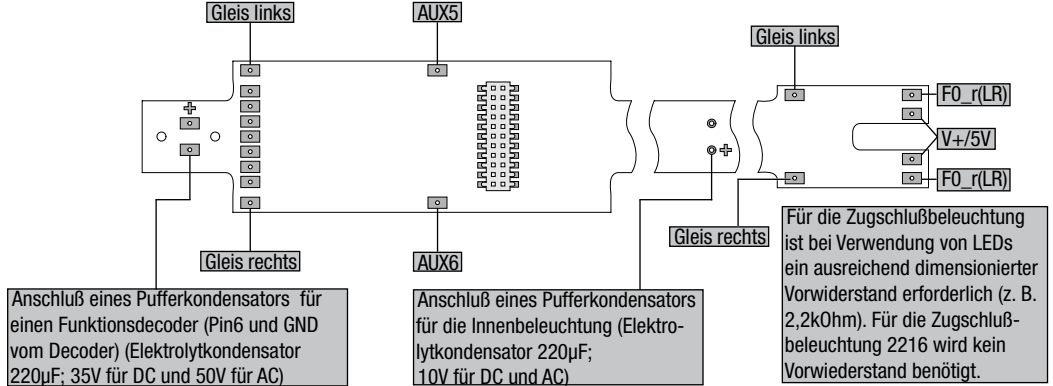 Gleis links
AUX5
Gleis links
F0_r(LR)
V+/5V
F0_r(LR)
Gleis rechts
AUX6
Gleis rechts
Anschluß eines Pufferkondensators für
einen Funktionsdecoder (Pin6 und GND
vom Decoder) (Elektrolytkondensator
220µF; 35V für DC und 50V für AC)
Anschluß eines Pufferkondensators
für die Innenbeleuchtung (Elektro-
lytkondensator 220µF;
10V für DC und AC)
Für die Zugschlußbeleuchtung
ist bei Verwendung von LEDs
ein ausreichend dimensionierter
Vorwiderstand erforderlich (z. B.
2,2kOhm). Für die Zugschluß-
beleuchtung 2216 wird kein
Vorwiederstand benötigt.